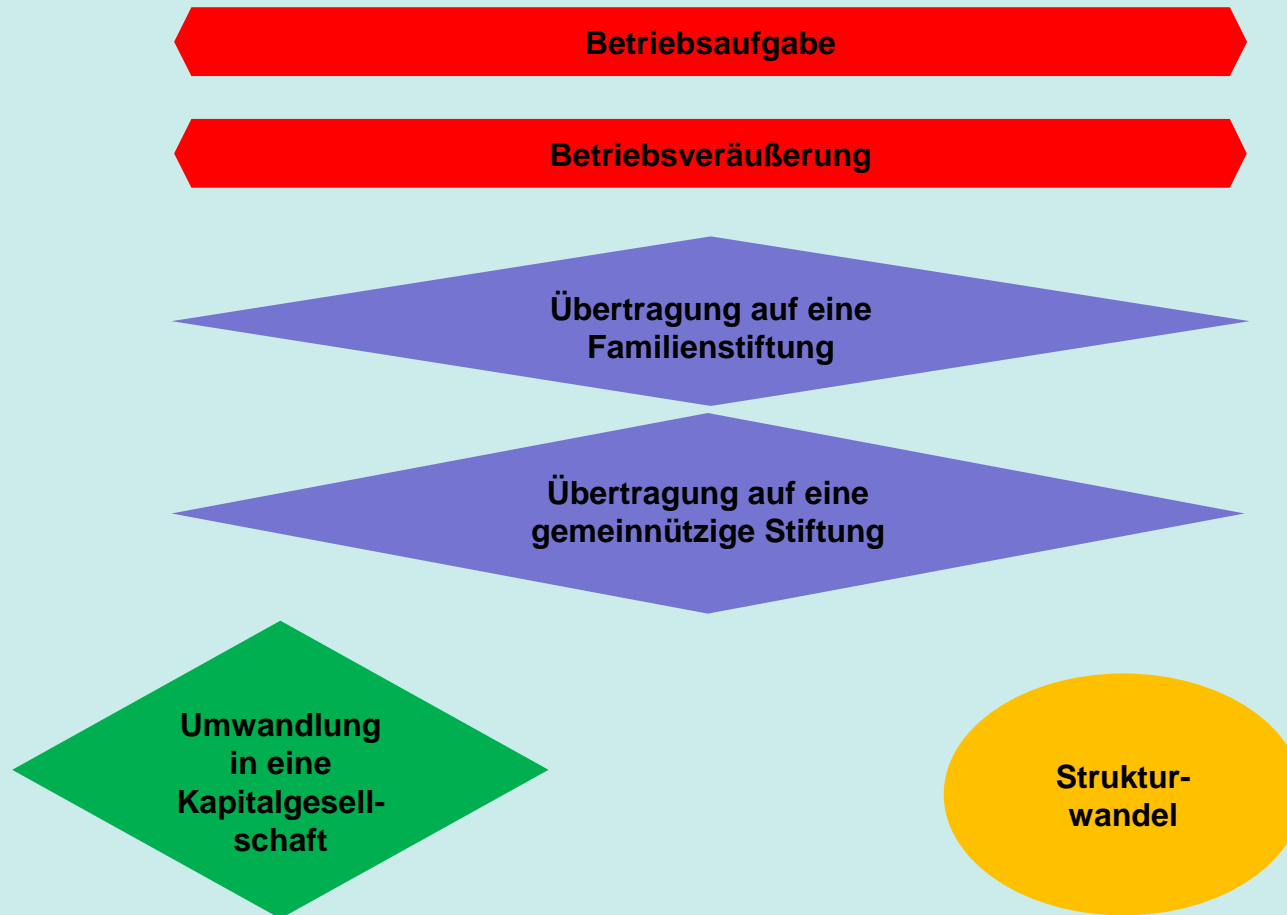 Betriebsaufgabe
Betriebsveräußerung
Übertragung auf eine
Familienstiftung
Übertragung auf eine
gemeinnützige Stiftung
Umwandlung
in eine
Kapitalgesell-
schaft
Struktur-
wandel